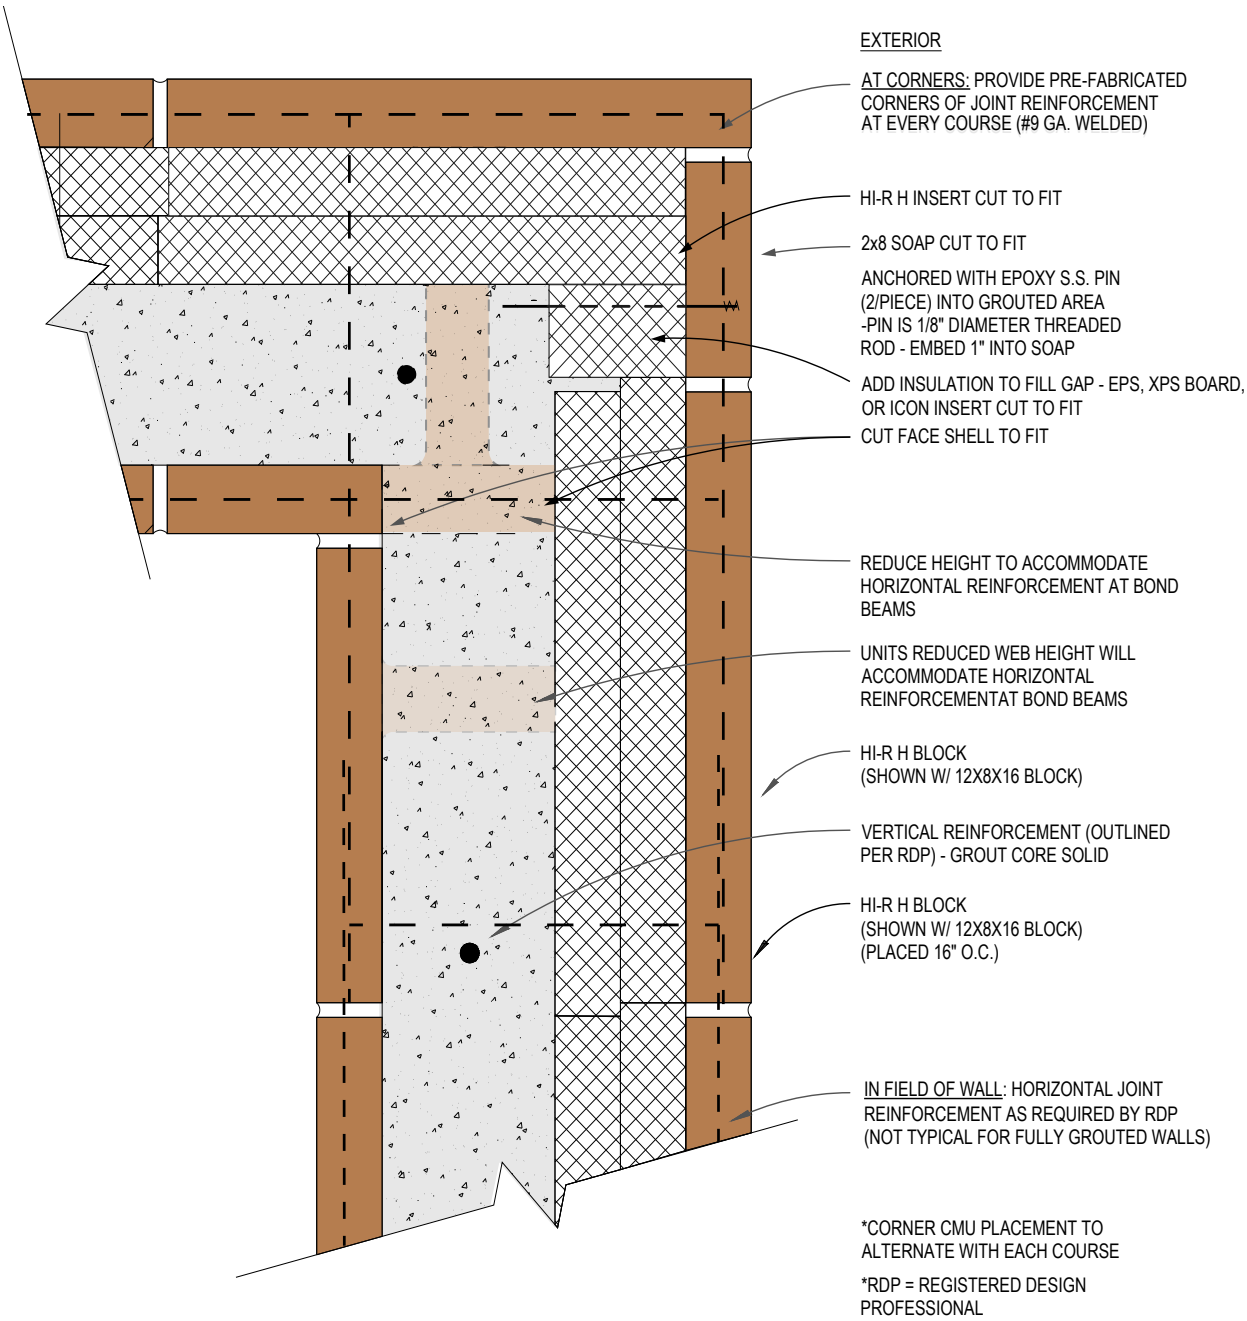 EXTERIOR
AT CORNERS: PROVIDE PRE-FABRICATED
CORNERS OF JOINT REINFORCEMENT
AT EVERY COURSE (#9 GA. WELDED)
HI-R H INSERT CUT TO FIT
2x8 SOAP CUT TO FIT
ANCHORED WITH EPOXY S.S. PIN
(2/PIECE) INTO GROUTED AREA
-PIN IS 1/8" DIAMETER THREADED
ROD - EMBED 1" INTO SOAP
ADD INSULATION TO FILL GAP - EPS, XPS BOARD,
OR ICON INSERT CUT TO FIT
CUT FACE SHELL TO FIT
REDUCE HEIGHT TO ACCOMMODATE
HORIZONTAL REINFORCEMENT AT BOND
BEAMS
UNITS REDUCED WEB HEIGHT WILL
ACCOMMODATE HORIZONTAL
REINFORCEMENTAT BOND BEAMS
HI-R H BLOCK
(SHOWN W/ 12X8X16 BLOCK)
VERTICAL REINFORCEMENT (OUTLINED
PER RDP) - GROUT CORE SOLID
HI-R H BLOCK
(SHOWN W/ 12X8X16 BLOCK)
(PLACED 16" O.C.)
IN FIELD OF WALL: HORIZONTAL JOINT
REINFORCEMENT AS REQUIRED BY RDP
(NOT TYPICAL FOR FULLY GROUTED WALLS)
*CORNER CMU PLACEMENT TO
ALTERNATE WITH EACH COURSE
*RDP = REGISTERED DESIGN
PROFESSIONAL